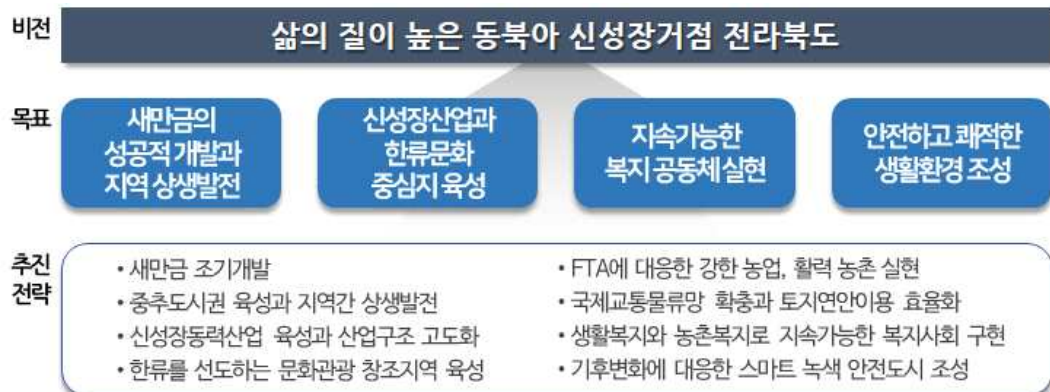 비전
삶의 질이 높은 동북아 신성장거점 전라북도
목표
새만금의
성공적 개발과
지역 상생발전
신성장산업과
한류문화
중심지 육성
지속가능한
복지 공동체 실현
안전하고 쾌적한
생활환경 조성
추진
전략
• 새만금 조기개발
• 중추도시권 육성과 지역간 상생발전
• 신성장동력산업 육성과 산업구조 고도화
• 한류를 선도하는 문화관광 창조지역 육성
• FTA에 대응한 강한 농업, 활력 농촌 실현
• 국제교통물류망 확충과 토지연안이용 효율화
• 생활복지와 농촌복지로 지속가능한 복지사회 구현
• 기후변화에 대응한 스마트 녹색 안전도시 조성